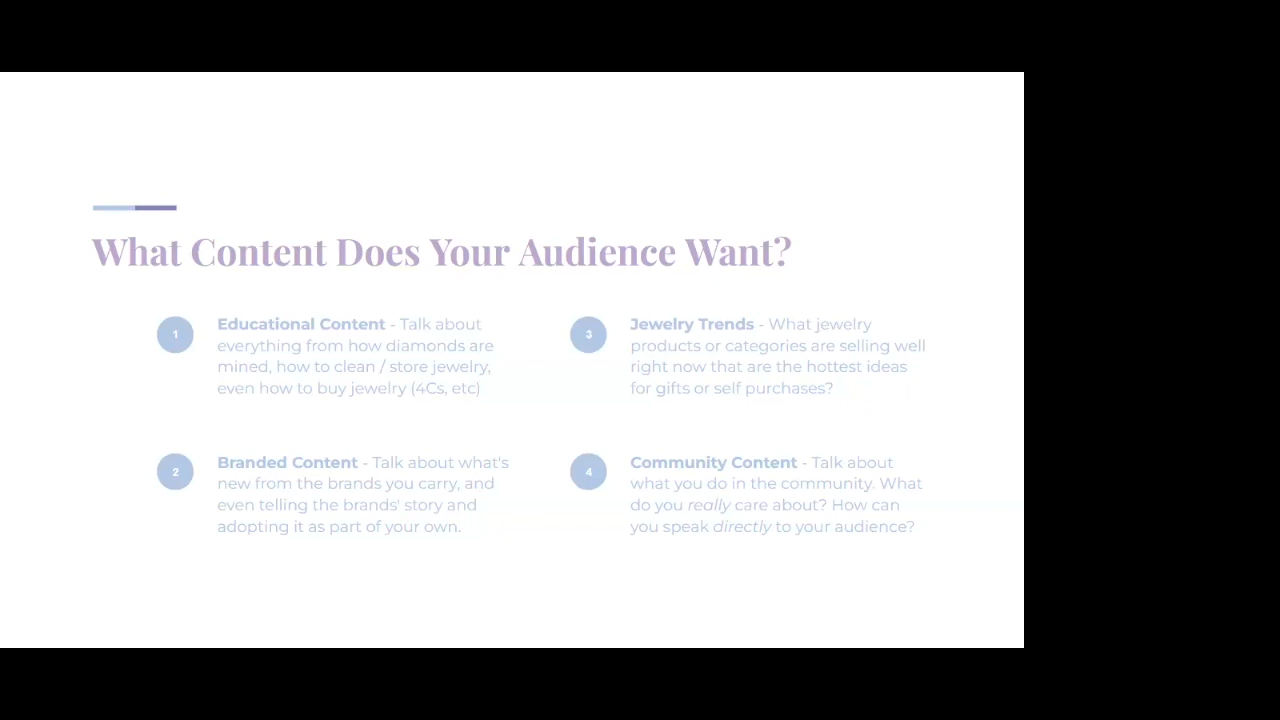 What Content Does Your Audience Want?
1
Educational Content - Talk about
everything from how diamonds are
mined, how to clean / store jewelry,
even how to buy jewelry (4Cs, etc)
2
Branded Content - Talk about what's
new from the brands you carry, and
even telling the brands' story and
adopting it as part of your own.
3
Jewelry Trends - What jewelry
products or categories are selling well
right now that are the hottest ideas
for gifts or self purchases?
4
Community Content - Talk about
what you do in the community. What
do you really care about? How can
you speak directly to your audience?